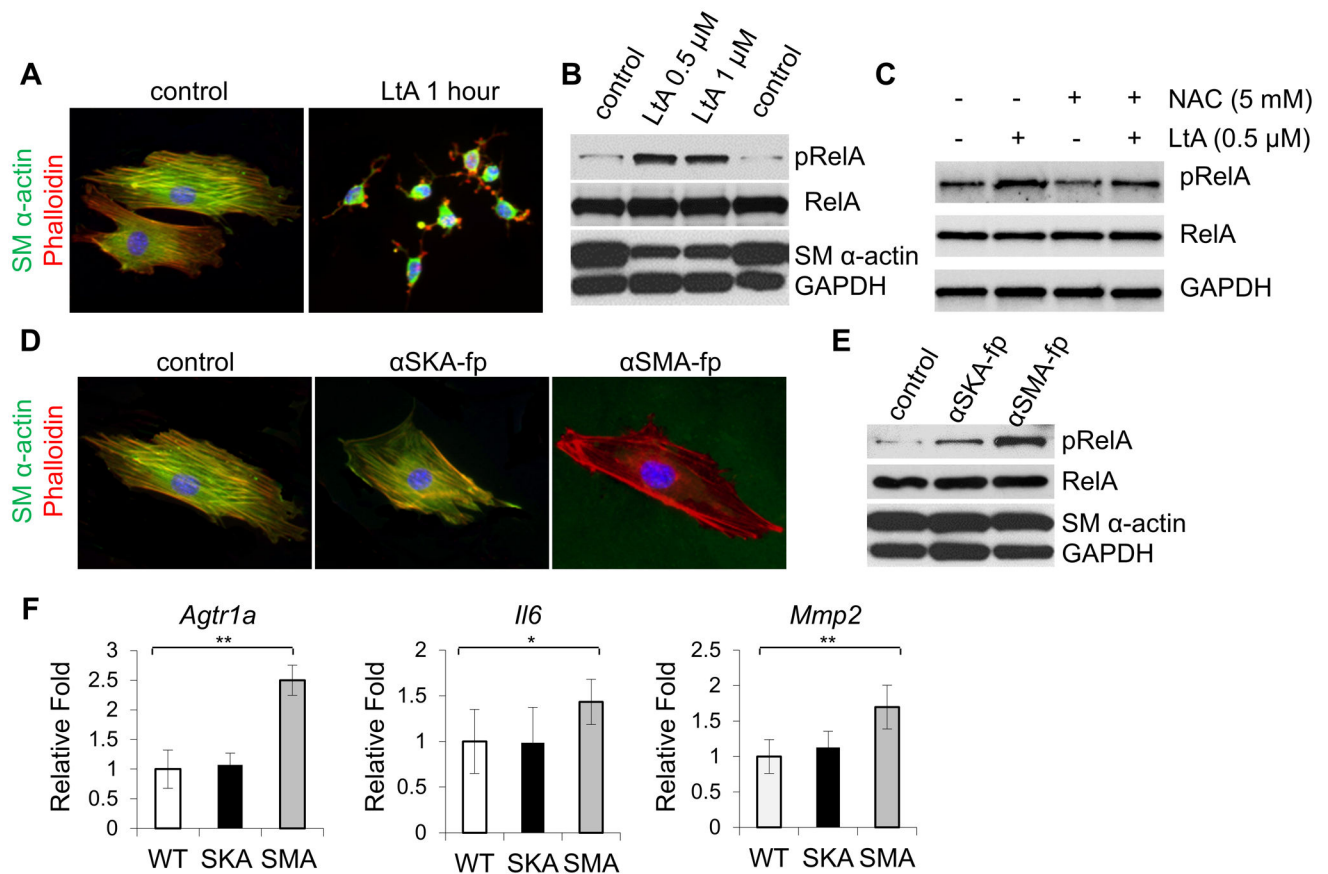 A
control
LtA 1 hour
SM α-actin
Phalloidin
B
control
LtA 0.5 µM
LtA 1 µM
control
pRelA
RelA
SM α-actin
GAPDH
C
- - + + NAC (5 mM)
- + - + LtA (0.5 µM)
pRelA
RelA
GAPDH
D
control
αSKA-fp
αSMA-fp
SM α-actin
Phalloidin
E
control
αSKA-fp
αSMA-fp
pRelA
RelA
SM α-actin
GAPDH
F
Agtr1a
**
Relative Fold
3
2.5
2
1.5
1
0.5
0
WT SKA SMA
Il6
*
Relative Fold
2
1.5
1
0.5
0
WT SKA SMA
Mmp2
**
Relative Fold
2.5
2
1.5
1
0.5
0
WT SKA SMA